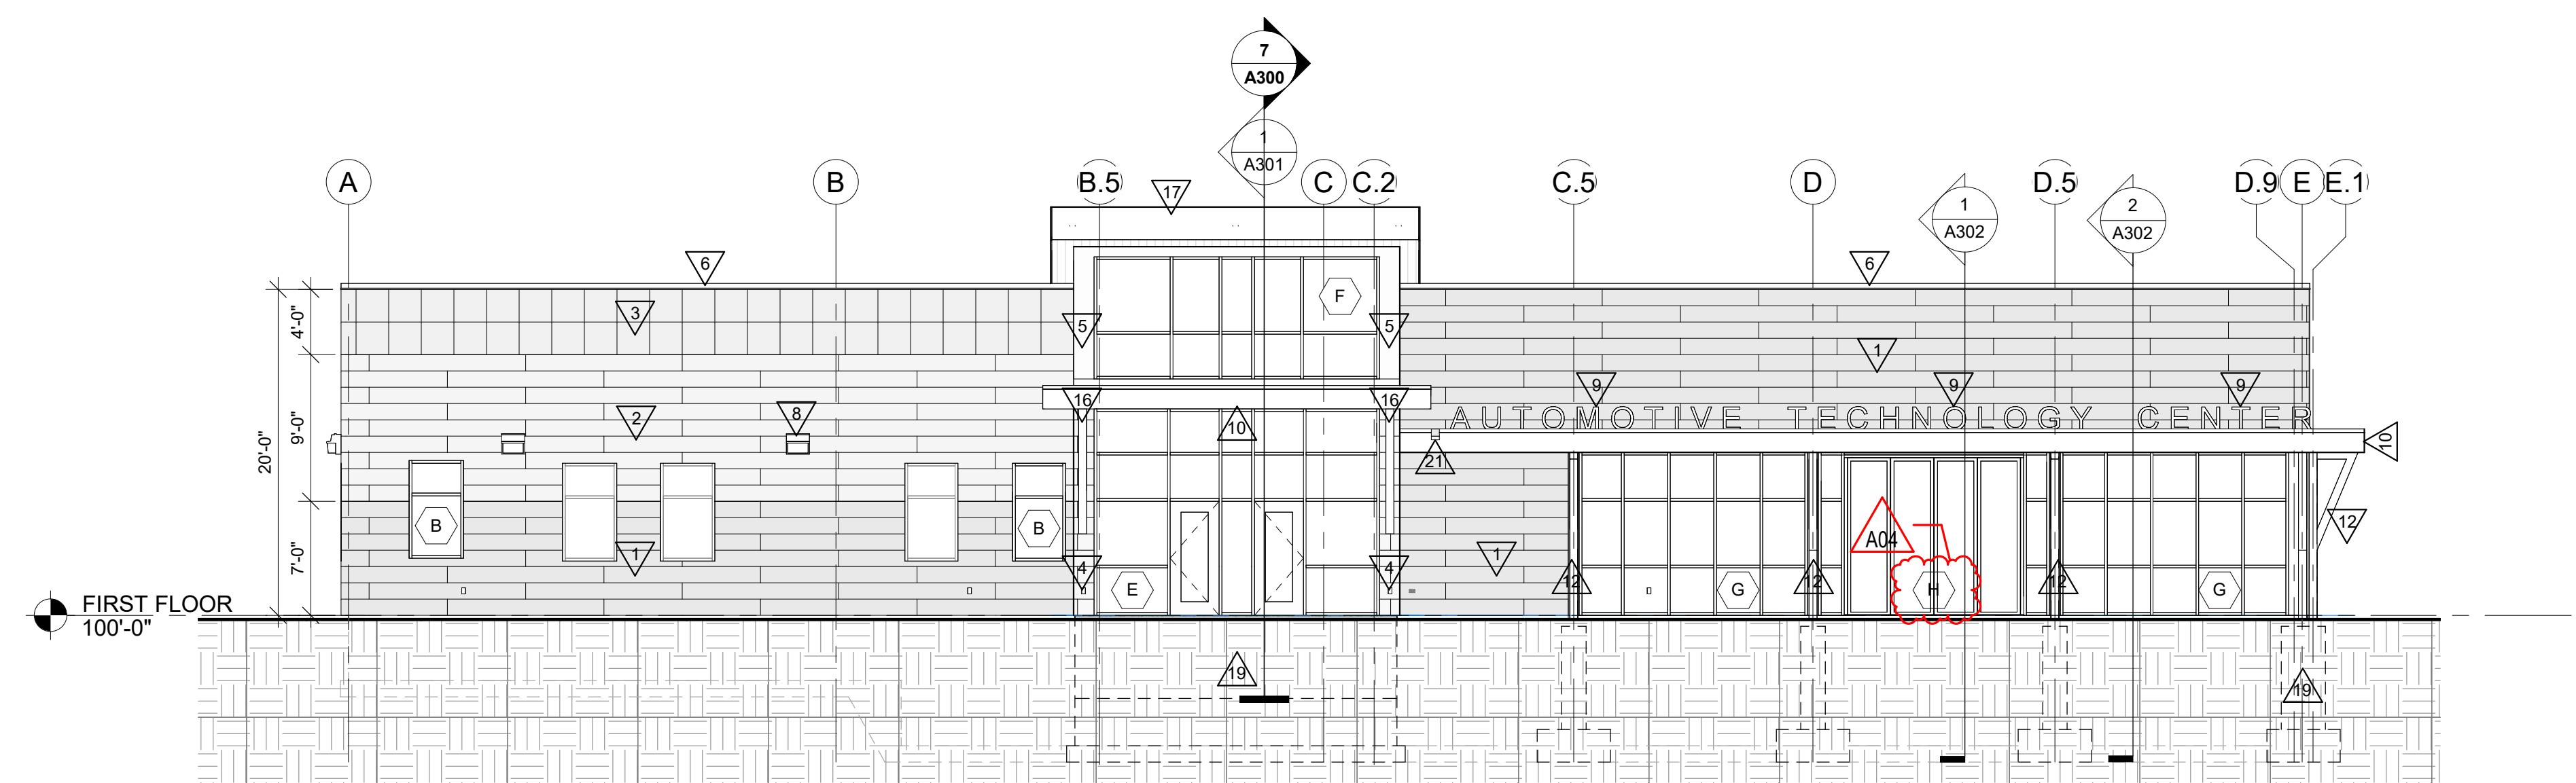 7
A300
1
A301
A
B
B.5
17
C
C.2
C.5
D
1
A302
D.5
2
A302
D.9
E
E.1
6
6
F
3
5
5
4'-0"
1
9
9
9
16
16
8
2
10
AUTOMOTIVE TECHNOLOGY CENTER
9'-0"
20'-0"
21
10
B
B
12
A04
7'-0"
1
1
4
4
12
12
12
E
G
H
G
FIRST FLOOR
100'-0"
19
19